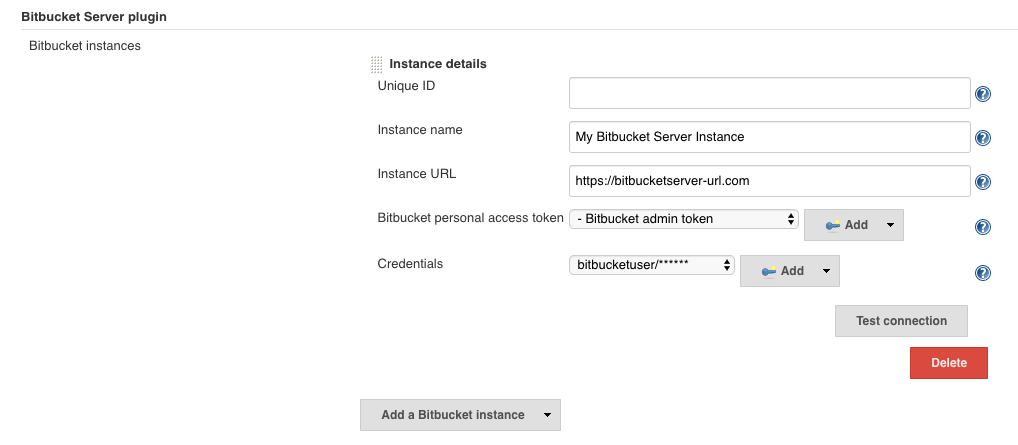 Bitbucket Server plugin
Bitbucket instances
Instance details
Unique ID
Instance name My Bitbucket Server Instance
Instance URL https://bitbucketserver-url.com
Bitbucket personal access token - Bitbucket admin token Add
Credentials bitbucketuser/****** Add
Test connection
Delete
Add a Bitbucket instance